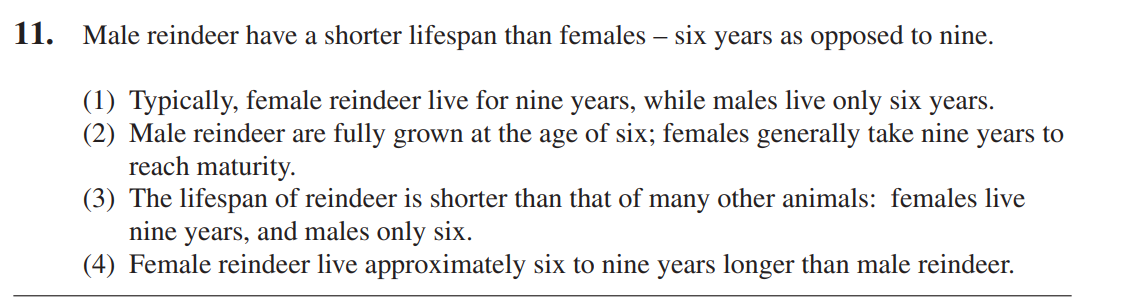 11. Male reindeer have a shorter lifespan than females – six years as opposed to nine.
(1) Typically, female reindeer live for nine years, while males live only six years.
(2) Male reindeer are fully grown at the age of six; females generally take nine years to
reach maturity.
(3) The lifespan of reindeer is shorter than that of many other animals: females live
nine years, and males only six.
(4) Female reindeer live approximately six to nine years longer than male reindeer.